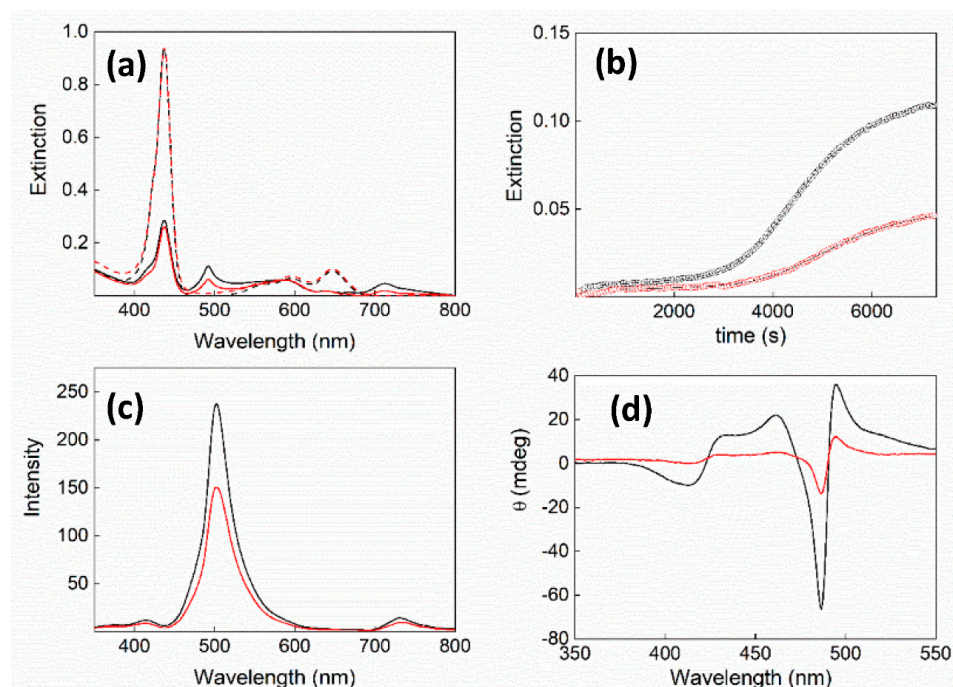 (a)
Extinction
1.0
0.8
0.6
0.4
0.2
400 500 600 700 800
Wavelength (nm)
(b)
Extinction
0.15
0.10
0.05
2000 4000 6000
time (s)
(c)
Intensity
250
200
150
100
50
400 500 600 700 800
Wavelength (nm)
(d)
θ (mdeg)
40
20
0
-20
-40
-60
-80
350 400 450 500 550
Wavelength (nm)